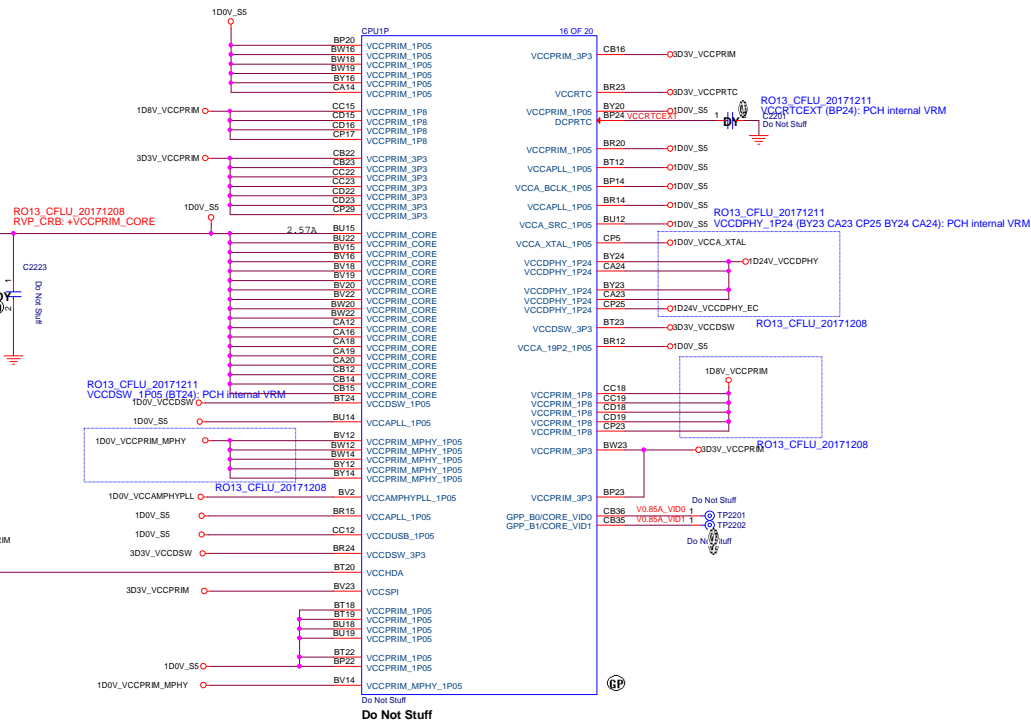 1D0V_S5
CPU1P
16 OF 20
BP20 VCCPRIM_1P05
BW16 VCCPRIM_1P05
BW18 VCCPRIM_1P05
BW19 VCCPRIM_1P05
BY16 VCCPRIM_1P05
CA14 VCCPRIM_1P05
1D8V_VCCPRIM
CC15 VCCPRIM_1P8
CD15 VCCPRIM_1P8
CD16 VCCPRIM_1P8
CP17 VCCPRIM_1P8
3D3V_VCCPRIM
CB22 VCCPRIM_3P3
CB23 VCCPRIM_3P3
CC22 VCCPRIM_3P3
CC23 VCCPRIM_3P3
CD22 VCCPRIM_3P3
CD23 VCCPRIM_3P3
CP29 VCCPRIM_3P3
RO13_CFLU_20171208
RVP_CRB: +VCCPRIM_CORE
1D0V_S5
2.57A
BU15 VCCPRIM_CORE
BU22 VCCPRIM_CORE
BV15 VCCPRIM_CORE
BV16 VCCPRIM_CORE
BV18 VCCPRIM_CORE
BV19 VCCPRIM_CORE
BV20 VCCPRIM_CORE
BV22 VCCPRIM_CORE
BW20 VCCPRIM_CORE
BW22 VCCPRIM_CORE
CA12 VCCPRIM_CORE
CA16 VCCPRIM_CORE
CA18 VCCPRIM_CORE
CA19 VCCPRIM_CORE
CA20 VCCPRIM_CORE
CB12 VCCPRIM_CORE
CB14 VCCPRIM_CORE
CB15 VCCPRIM_CORE
C2223
1
2
Do Not Stuff
RO13_CFLU_20171211
VCCDSW_1P05 (BT24): PCH internal VRM
1D0V_VCCDSW BT24 VCCDSW_1P05
1D0V_S5 BU14 VCCAPLL_1P05
1D0V_VCCPRIM_MPHY
BV12 VCCPRIM_MPHY_1P05
BW12 VCCPRIM_MPHY_1P05
BW14 VCCPRIM_MPHY_1P05
BY12 VCCPRIM_MPHY_1P05
BY14 VCCPRIM_MPHY_1P05
RO13_CFLU_20171208
1D0V_VCCAMPHYPLL BV2 VCCAMPHYPLL_1P05
1D0V_S5 BR15 VCCAPLL_1P05
1D0V_S5 CC12 VCCDUSB_1P05
3D3V_VCCDSW BR24 VCCDSW_3P3
BT20 VCCHDA
3D3V_VCCPRIM BV23 VCCSPI
BT18 VCCPRIM_1P05
BT19 VCCPRIM_1P05
BU18 VCCPRIM_1P05
BU19 VCCPRIM_1P05
BT22 VCCPRIM_1P05
1D0V_S5 BP22 VCCPRIM_1P05
1D0V_VCCPRIM_MPHY BV14 VCCPRIM_MPHY_1P05
Do Not Stuff
Do Not Stuff
VCCPRIM_3P3 CB16 3D3V_VCCPRIM
VCCRTC BR23 3D3V_VCCPRTC
VCCPRIM_1P05 BY20 1D0V_S5
DCPRTC BP24 VCCRTCEXT 1 DY C2201
Do Not Stuff
RO13_CFLU_20171211
VCCRTCEXT (BP24): PCH internal VRM
VCCPRIM_1P05 BR20 1D0V_S5
VCCAPLL_1P05 BT12 1D0V_S5
VCCA_BCLK_1P05 BP14 1D0V_S5
VCCAPLL_1P05 BR14 1D0V_S5
VCCA_SRC_1P05 BU12 1D0V_S5
RO13_CFLU_20171211
VCCDPHY_1P24 (BY23 CA23 CP25 BY24 CA24): PCH internal VRM
VCCA_XTAL_1P05 CP5 1D0V_VCCA_XTAL
VCCDPHY_1P24 BY24 1D24V_VCCDPHY
VCCDPHY_1P24 CA24
VCCDPHY_1P24 BY23
VCCDPHY_1P24 CA23
VCCDPHY_1P24 CP25 1D24V_VCCDPHY_EC
RO13_CFLU_20171208
VCCDSW_3P3 BT23 3D3V_VCCDSW
VCCA_19P2_1P05 BR12 1D0V_S5
1D8V_VCCPRIM
VCCPRIM_1P8 CC18
VCCPRIM_1P8 CC19
VCCPRIM_1P8 CD18
VCCPRIM_1P8 CD19
VCCPRIM_1P8 CP23
RO13_CFLU_20171208
VCCPRIM_3P3 BW23 3D3V_VCCPRIM
VCCPRIM_3P3 BP23
Do Not Stuff
GPP_B0/CORE_VID0 CB36 V0.85A_VID0 1 TP2201
GPP_B1/CORE_VID1 CB35 V0.85A_VID1 1 TP2202
GP